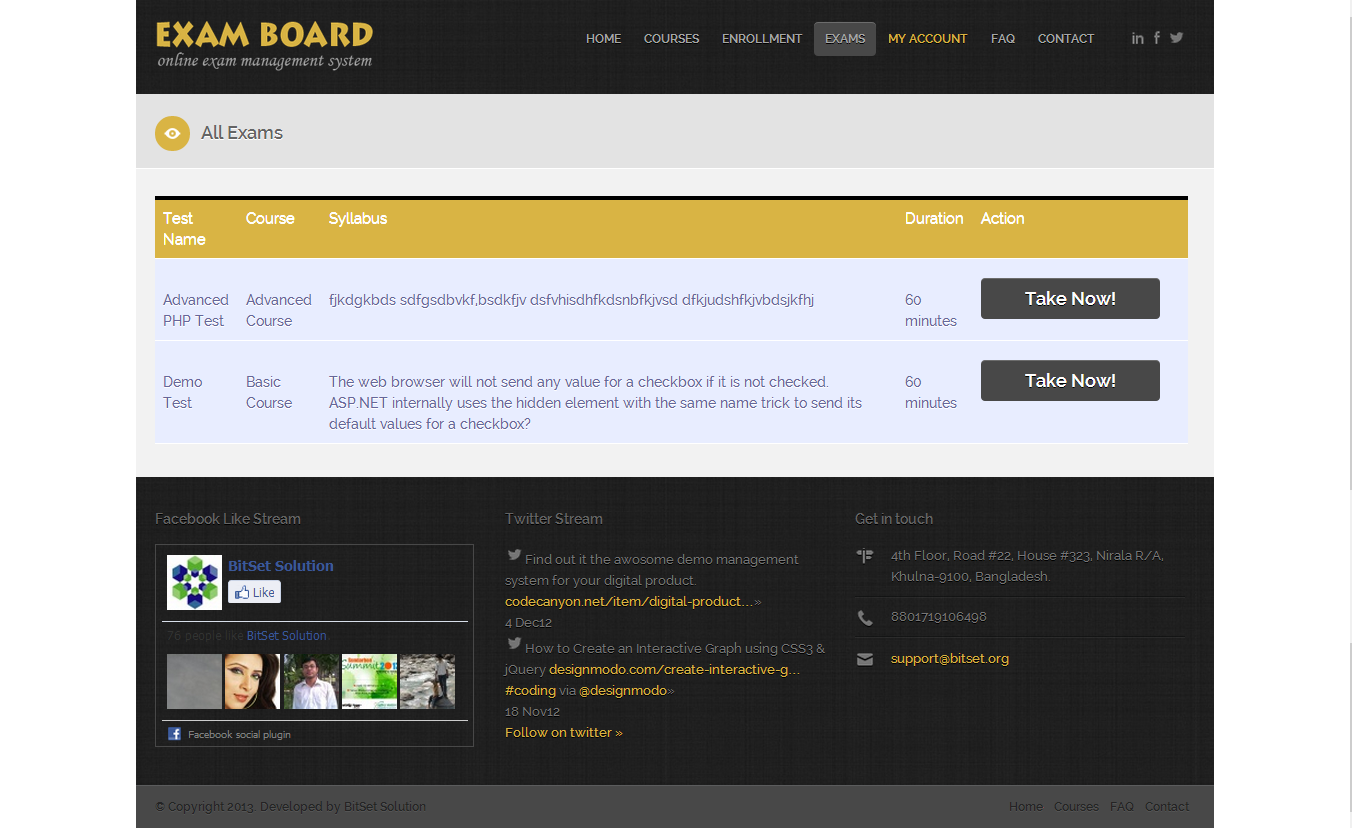 EXAM BOARD
online exam management system
HOME COURSES ENROLLMENT EXAMS MY ACCOUNT FAQ CONTACT
All Exams
Test Name Course Syllabus Duration Action
Advanced PHP Test
Advanced Course
fjkdgkbds sdfgsdbvkf,bsdkfjv dsfvhisdhfkdsnbfkjvsd dfkjudshfkjvbdsjkfhj
60 minutes
Take Now!
Demo Test
Basic Course
The web browser will not send any value for a checkbox if it is not checked.
ASP.NET internally uses the hidden element with the same name trick to send its
default values for a checkbox?
60 minutes
Take Now!
Facebook Like Stream
BitSet Solution
Like
76 people like BitSet Solution.
Facebook social plugin
Twitter Stream
Find out it the awosome demo management
system for your digital product.
codecanyon.net/item/digital-product…»
4 Dec12
How to Create an Interactive Graph using CSS3 &
jQuery designmodo.com/create-interactive-g…
#coding via @designmodo»
18 Nov12
Follow on twitter »
Get in touch
4th Floor, Road #22, House #323, Nirala R/A,
Khulna-9100, Bangladesh.
8801719106498
support@bitset.org
© Copyright 2013. Developed by BitSet Solution
Home Courses FAQ Contact